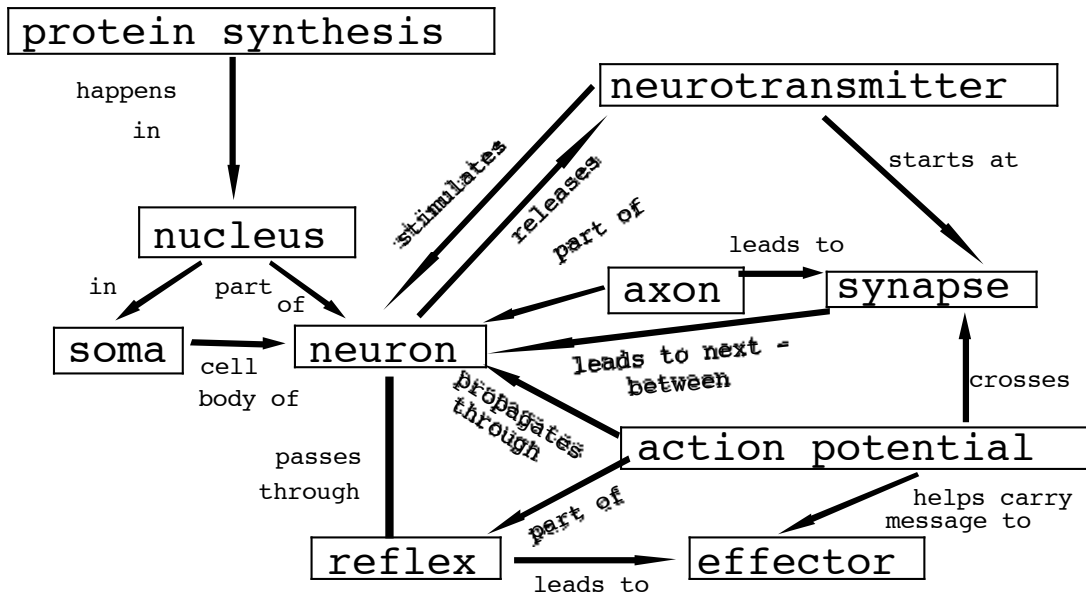 protein synthesis
happens
in
neurotransmitter
stimulates
releases
starts at
part of
nucleus
leads to
in
part
of
axon
synapse
soma
cell
body of
neuron
leads to next -
between
propagates
through
crosses
action potential
passes
through
part of
helps carry
message to
reflex
leads to
effector